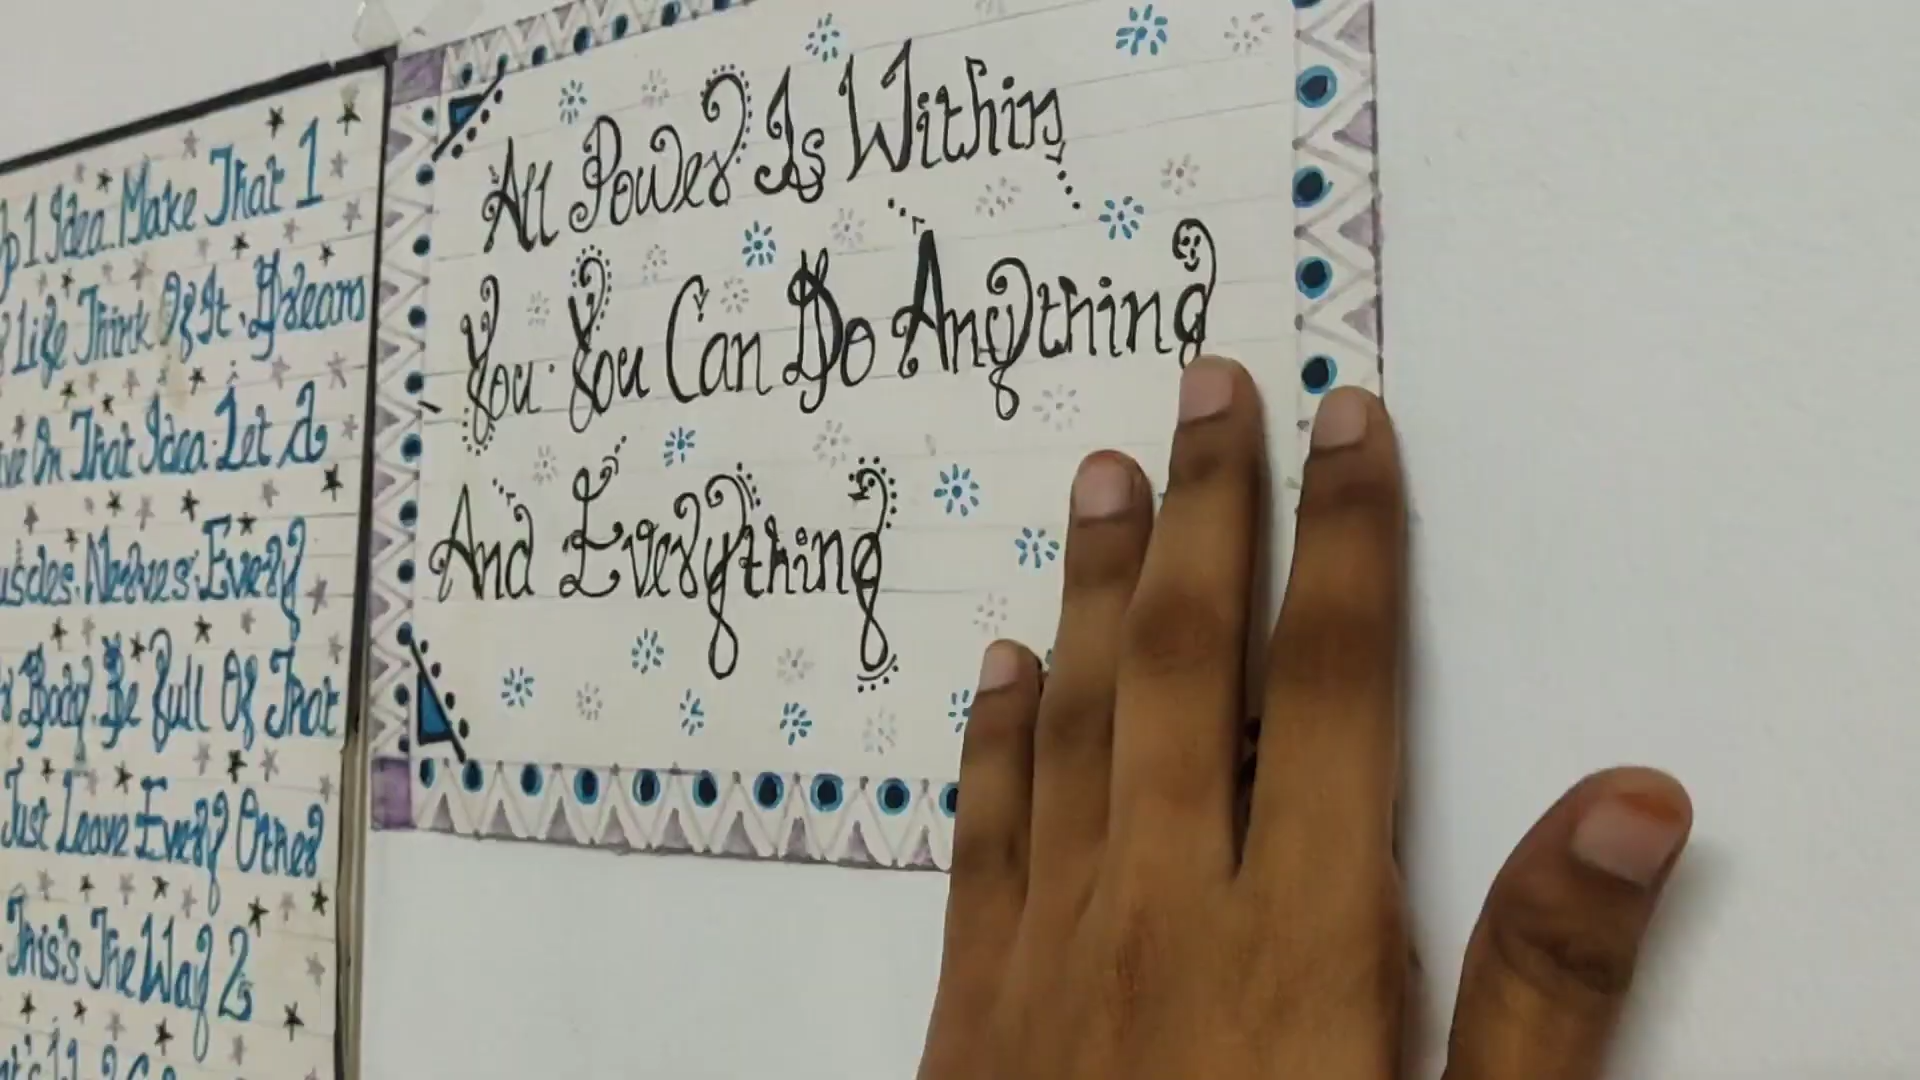 1 Idea. Make That 1
Life Think Of It. Dream
On That Idea. Let d
Nerves. Every
Body. Be Full Of That
Just Leave Every Other
This's The Way 2
All Power Is Within
You. You Can Do Anything
And Everything